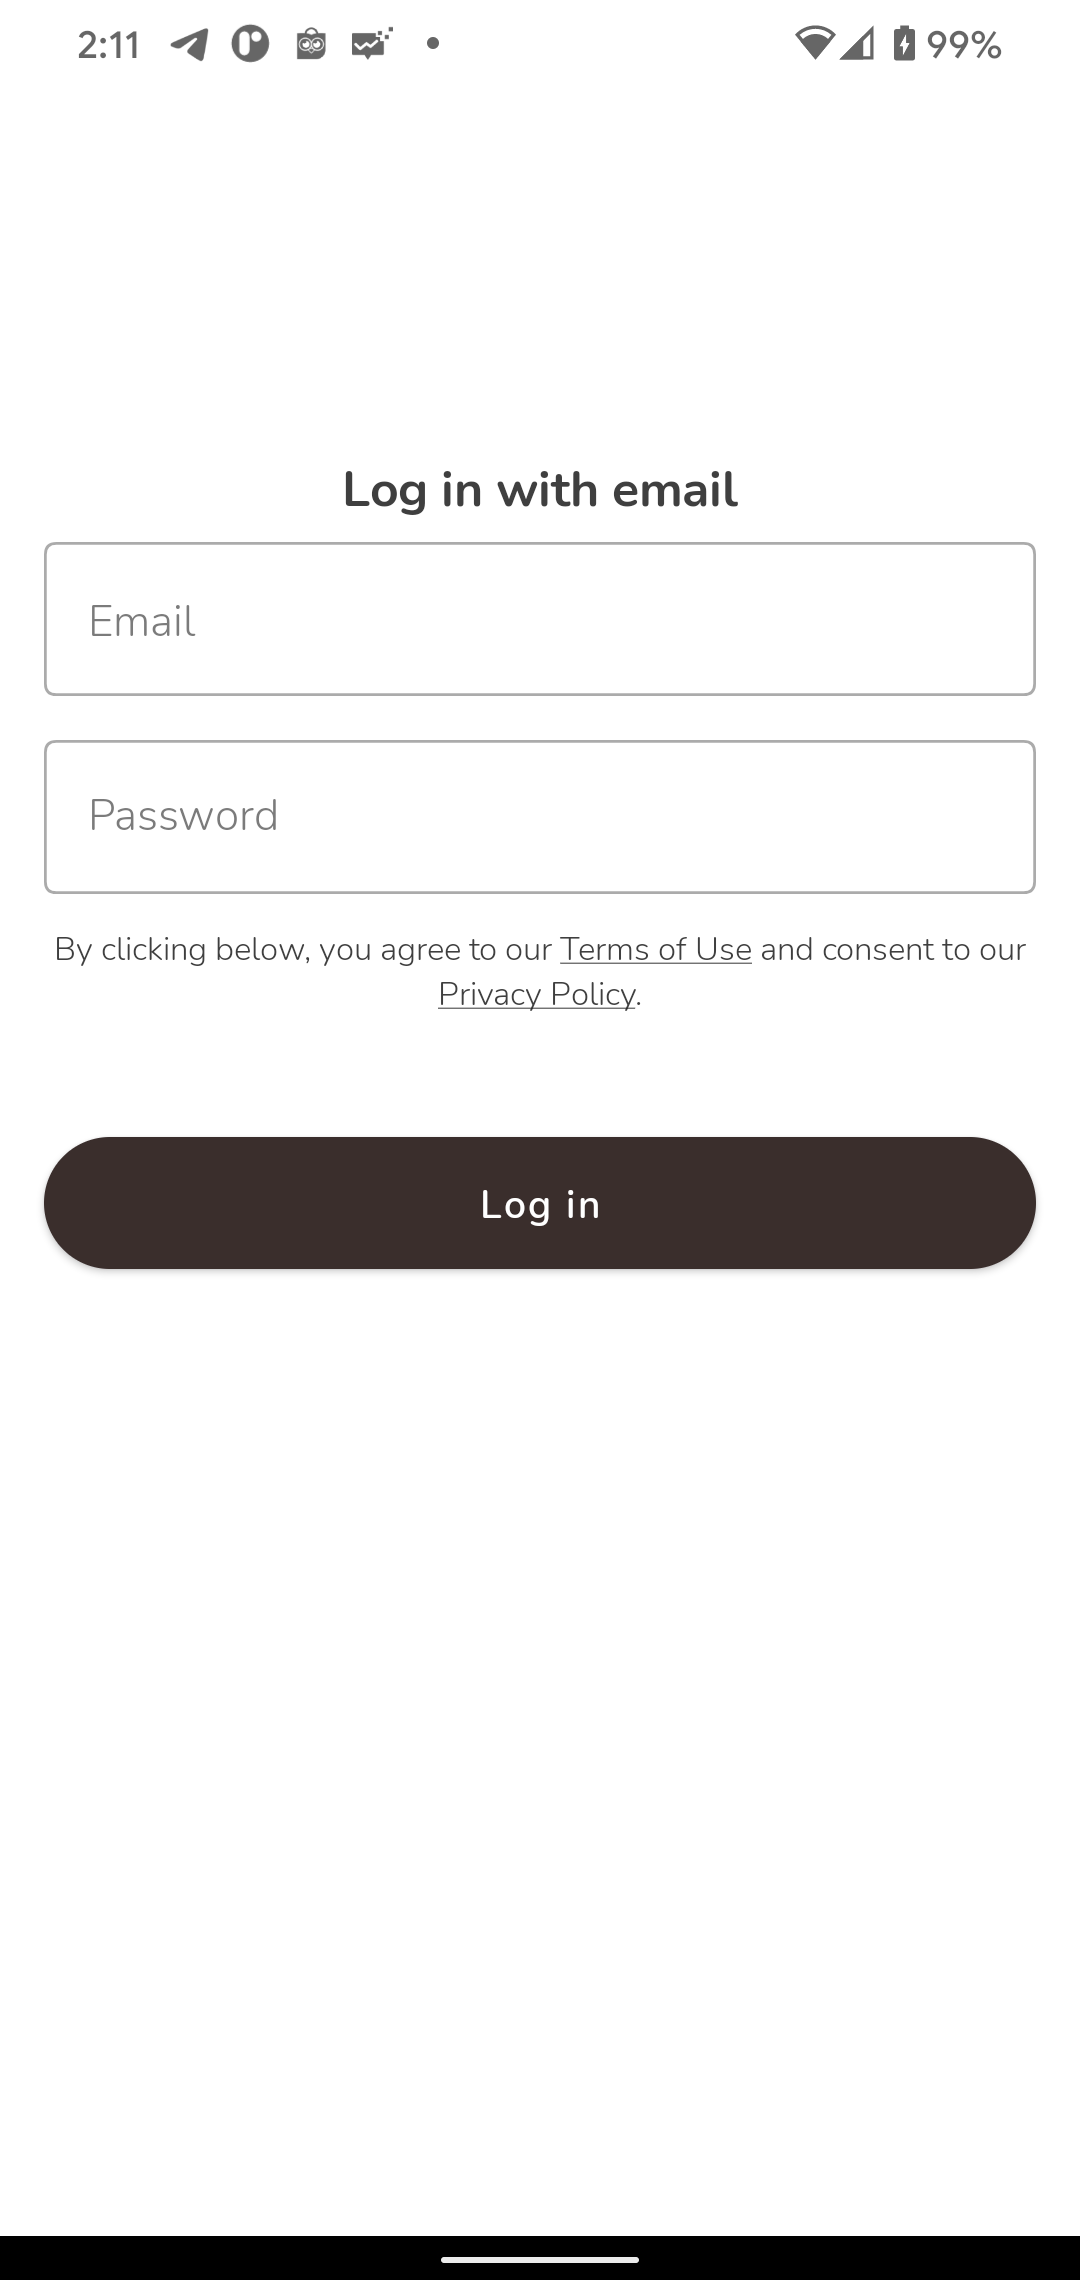 2:11
99%
Log in with email
Email
Password
By clicking below, you agree to our Terms of Use and consent to our
Privacy Policy.
Log in